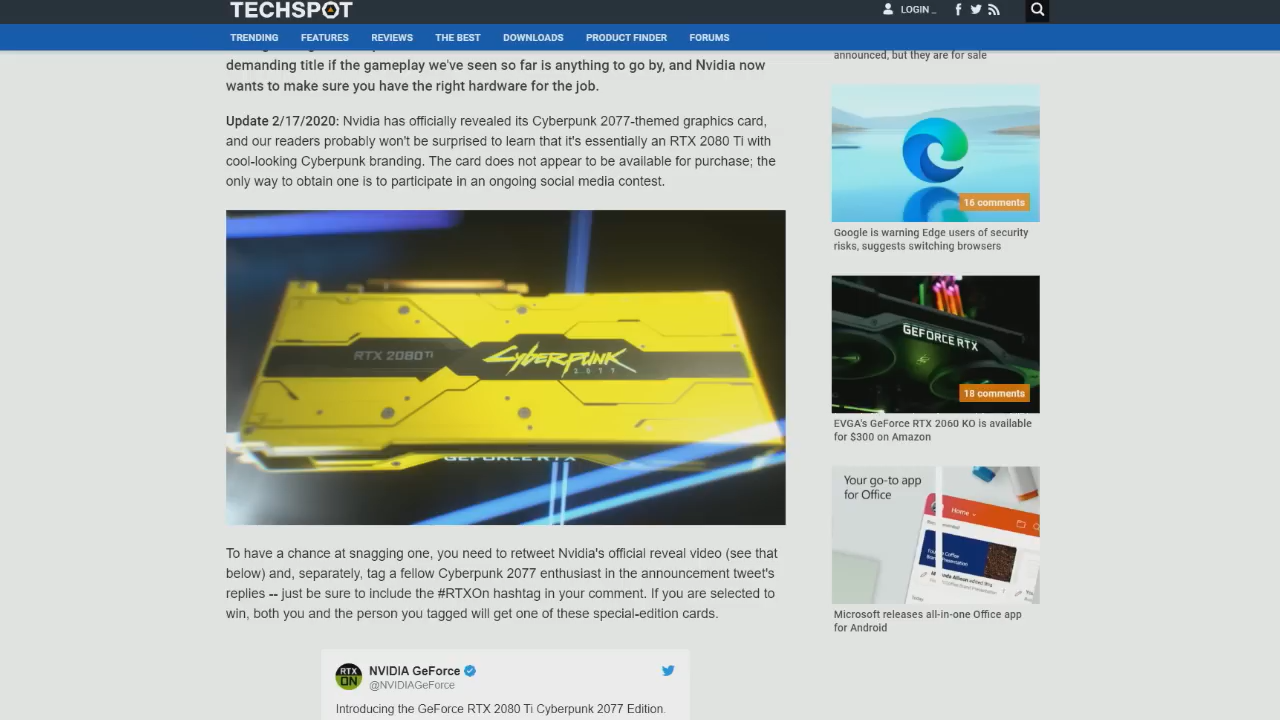 TECHSPOT
LOGIN
TRENDING FEATURES REVIEWS THE BEST DOWNLOADS PRODUCT FINDER FORUMS
demanding title if the gameplay we've seen so far is anything to go by, and Nvidia now
wants to make sure you have the right hardware for the job.
Update 2/17/2020: Nvidia has officially revealed its Cyberpunk 2077-themed graphics card,
and our readers probably won't be surprised to learn that it's essentially an RTX 2080 Ti with
cool-looking Cyberpunk branding. The card does not appear to be available for purchase; the
only way to obtain one is to participate in an ongoing social media contest.
RTX 2080 Ti
Cyberpunk
2077
GEFORCE RTX
To have a chance at snagging one, you need to retweet Nvidia's official reveal video (see that
below) and, separately, tag a fellow Cyberpunk 2077 enthusiast in the announcement tweet's
replies -- just be sure to include the #RTXOn hashtag in your comment. If you are selected to
win, both you and the person you tagged will get one of these special-edition cards.
RTX
ON
NVIDIA GeForce
@NVIDIAGeForce
Introducing the GeForce RTX 2080 Ti Cyberpunk 2077 Edition.
announced, but they are for sale
16 comments
Google is warning Edge users of security
risks, suggests switching browsers
GEFORCE RTX
18 comments
EVGA's GeForce RTX 2060 KO is available
for $300 on Amazon
Your go-to app
for Office
Home
Microsoft releases all-in-one Office app
for Android